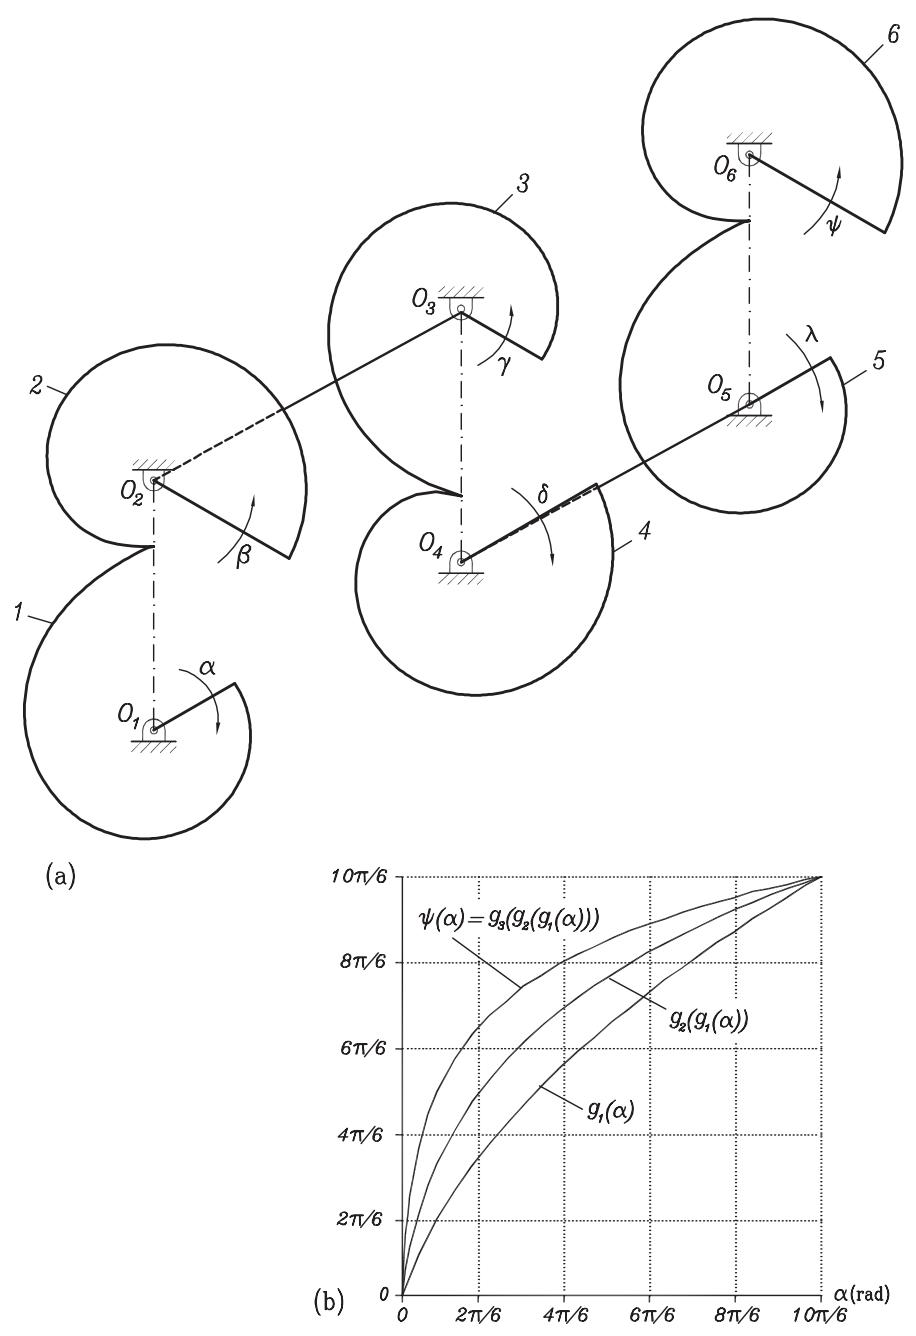 6
O₆
ψ
3
O₃
γ
λ
5
O₅
2
O₂
β
δ
O₄
4
1
α
O₁
(a)
10π/6
ψ(α)=g₃(g₂(g₁(α)))
8π/6
g₂(g₁(α))
6π/6
g₁(α)
4π/6
2π/6
0
α(rad)
(b)
0 2π/6 4π/6 6π/6 8π/6 10π/6